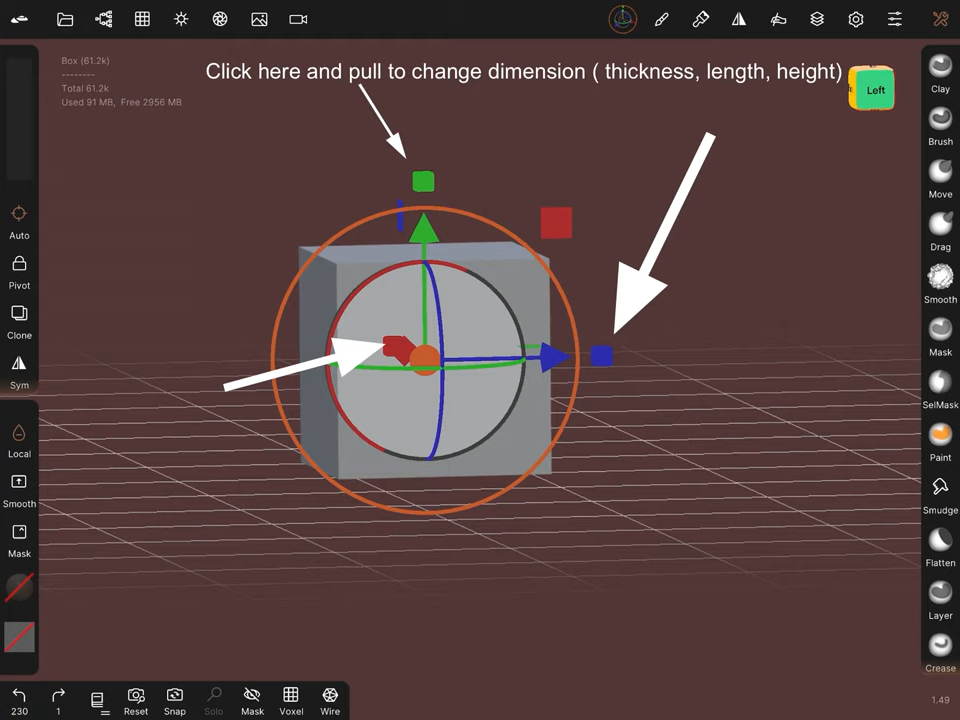 Box (61.2k)
--------
Total 61.2k
Used 91 MB, Free 2956 MB
Click here and pull to change dimension ( thickness, length, height)
Left
Auto
Pivot
Clone
Sym
Local
Smooth
Mask
Clay
Brush
Move
Drag
Smooth
Mask
SelMask
Paint
Smudge
Flatten
Layer
Crease
230
1
Reset
Snap
Solo
Mask
Voxel
Wire
1.49